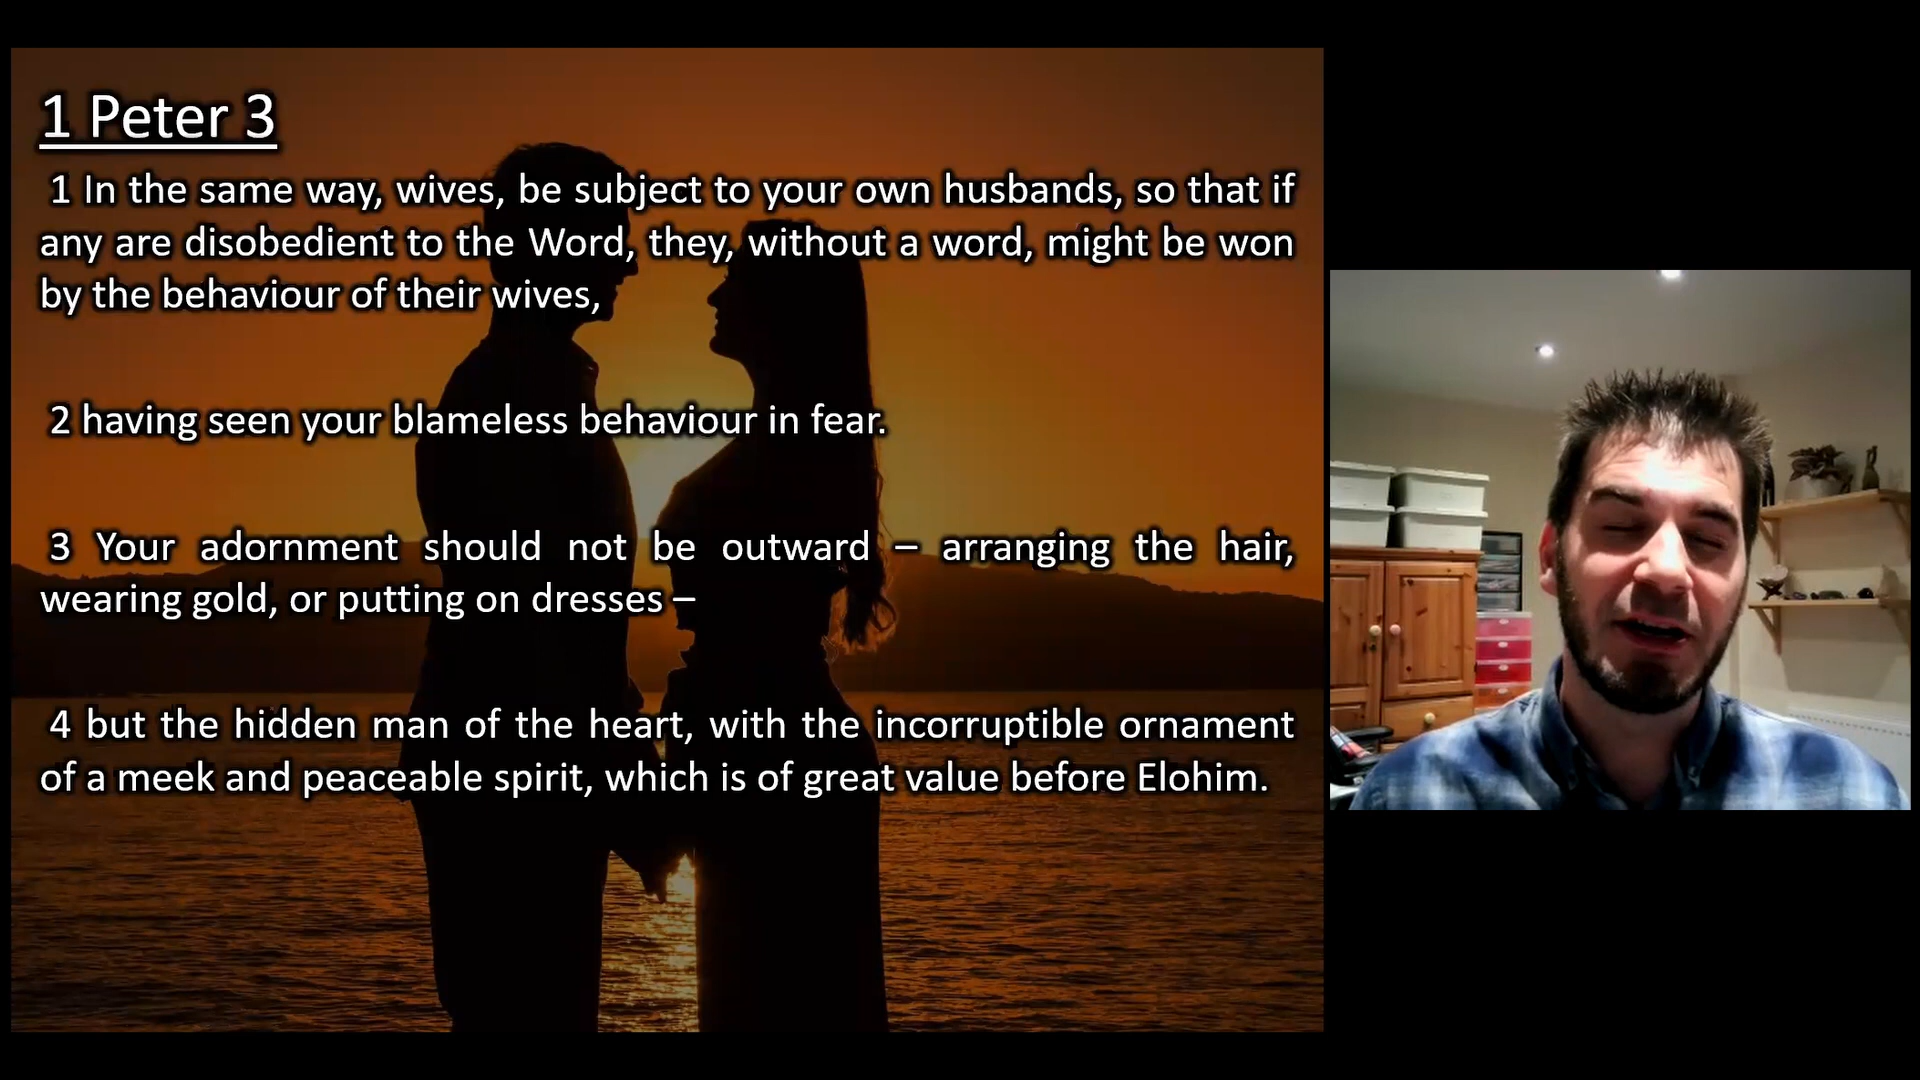 1 Peter 3
1 In the same way, wives, be subject to your own husbands, so that if
any are disobedient to the Word, they, without a word, might be won
by the behaviour of their wives,
2 having seen your blameless behaviour in fear.
3 Your adornment should not be outward – arranging the hair,
wearing gold, or putting on dresses –
4 but the hidden man of the heart, with the incorruptible ornament
of a meek and peaceable spirit, which is of great value before Elohim.